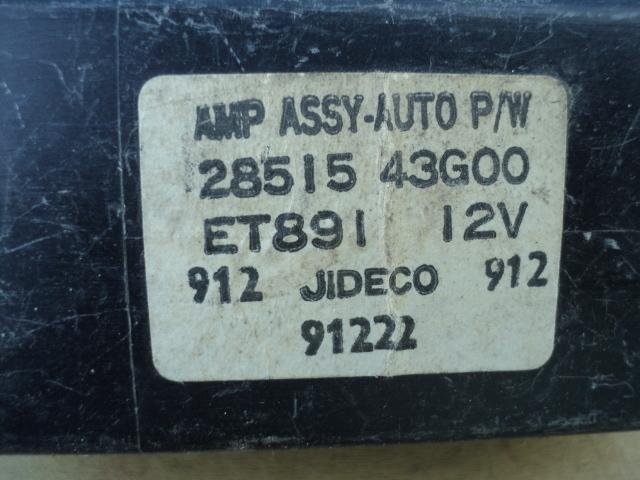 AMP ASSY-AUTO P/W
28515 43G00
ET891 12V
912 JIDECO 912
91222